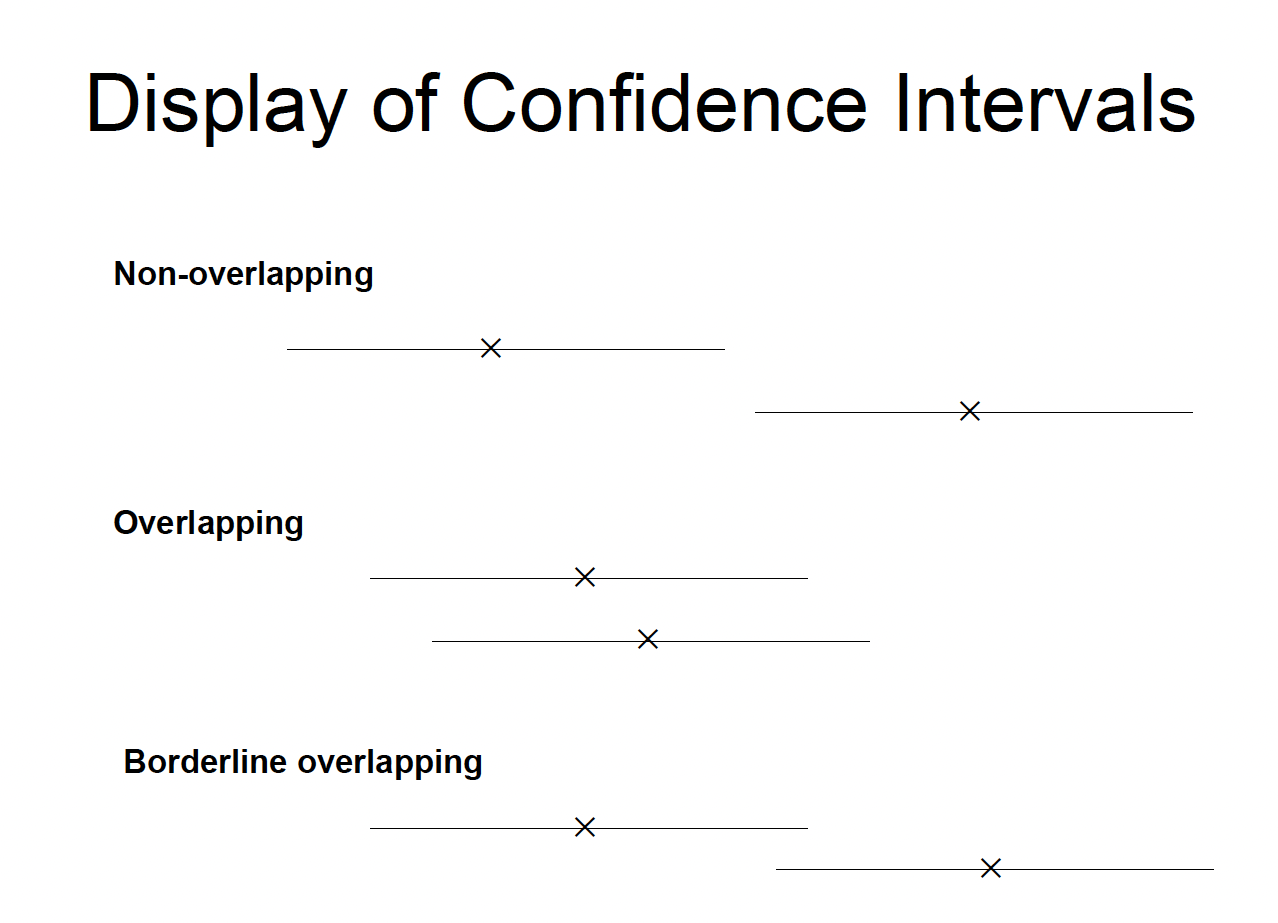 Display of Confidence Intervals
Non-overlapping
Overlapping
Borderline overlapping